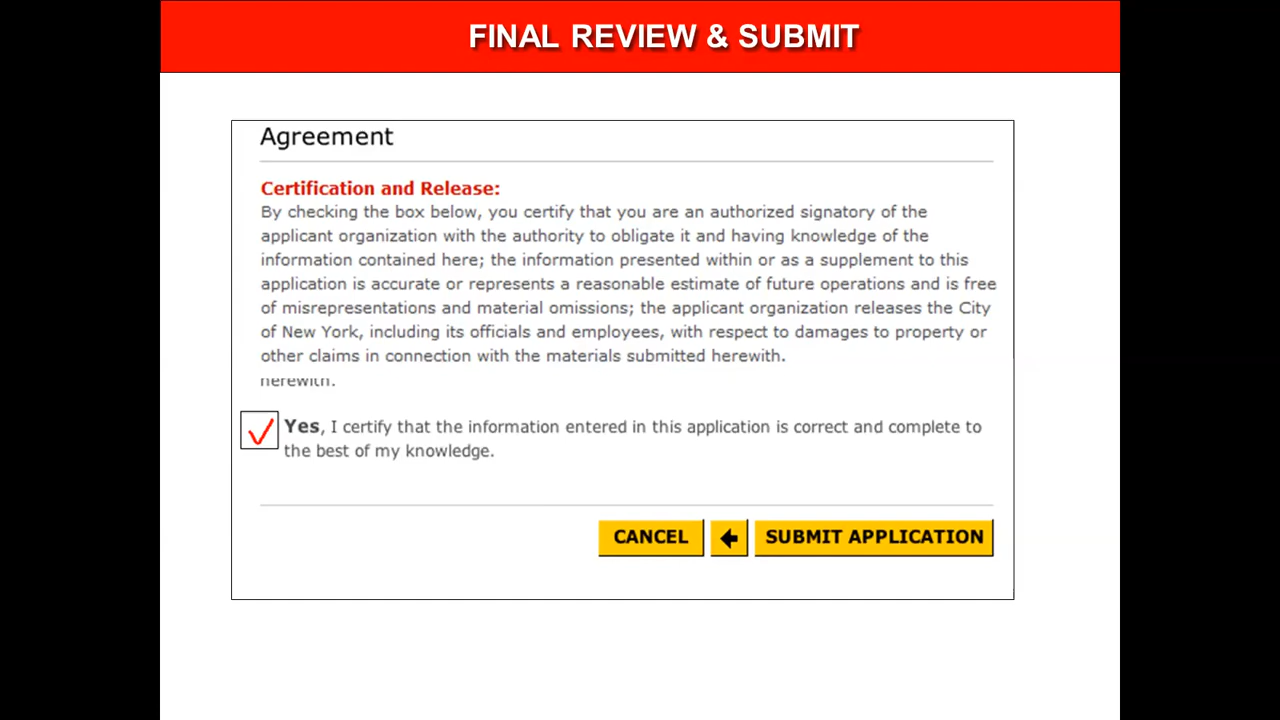 FINAL REVIEW & SUBMIT
Agreement
Certification and Release:
By checking the box below, you certify that you are an authorized signatory of the
applicant organization with the authority to obligate it and having knowledge of the
information contained here; the information presented within or as a supplement to this
application is accurate or represents a reasonable estimate of future operations and is free
of misrepresentations and material omissions; the applicant organization releases the City
of New York, including its officials and employees, with respect to damages to property or
other claims in connection with the materials submitted herewith.
herewith.
Yes, I certify that the information entered in this application is correct and complete to
the best of my knowledge.
CANCEL SUBMIT APPLICATION